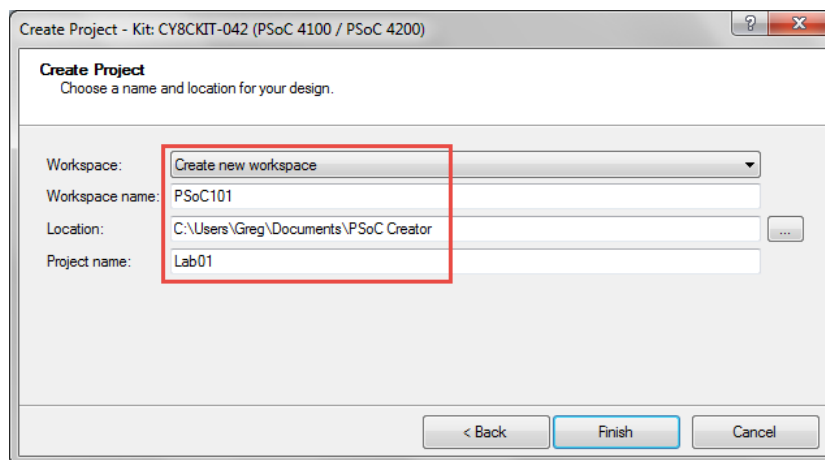 Create Project - Kit: CY8CKIT-042 (PSoC 4100 / PSoC 4200)
Create Project
Choose a name and location for your design.
Workspace: Create new workspace
Workspace name: PSoC101
Location: C:\Users\Greg\Documents\PSoC Creator ...
Project name: Lab01
< Back Finish Cancel